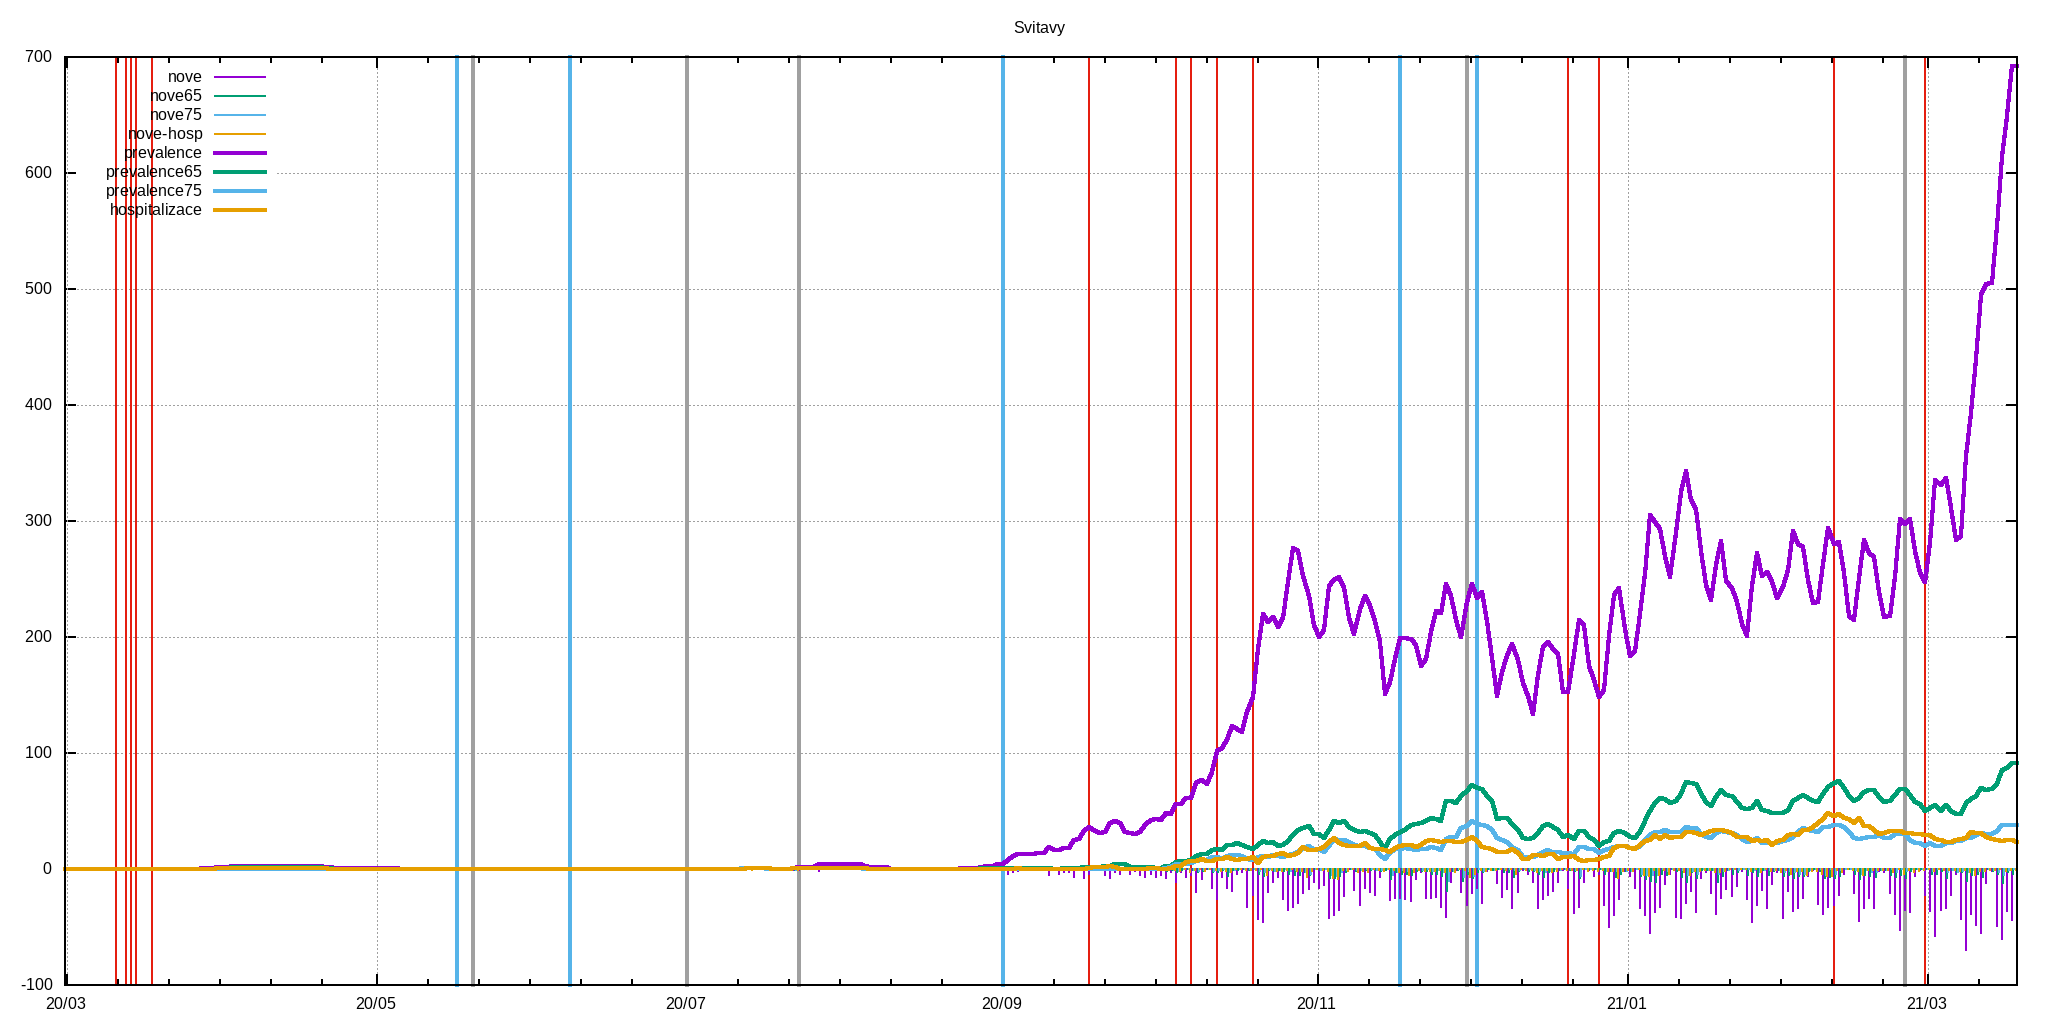 Svitavy
700
600
500
400
300
200
100
0
-100
nove
nove65
nove75
nove-hosp
prevalence
prevalence65
prevalence75
hospitalizace
20/03 20/05 20/07 20/09 20/11 21/01 21/03